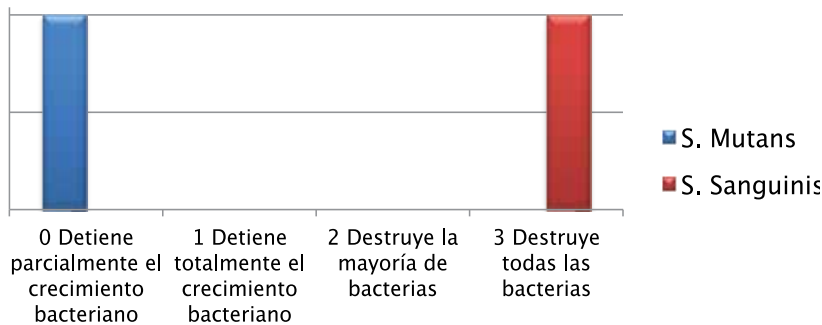 S. Mutans
S. Sanguinis
0 Detiene
parcialmente el
crecimiento
bacteriano
1 Detiene
totalmente el
crecimiento
bacteriano
2 Destruye la
mayoría de
bacterias
3 Destruye
todas las
bacterias